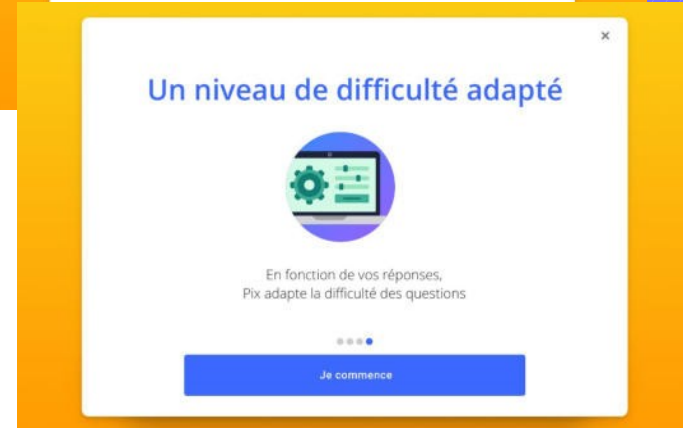 Un niveau de difficulté adapté
En fonction de vos réponses,
Pix adapte la difficulté des questions
Je commence